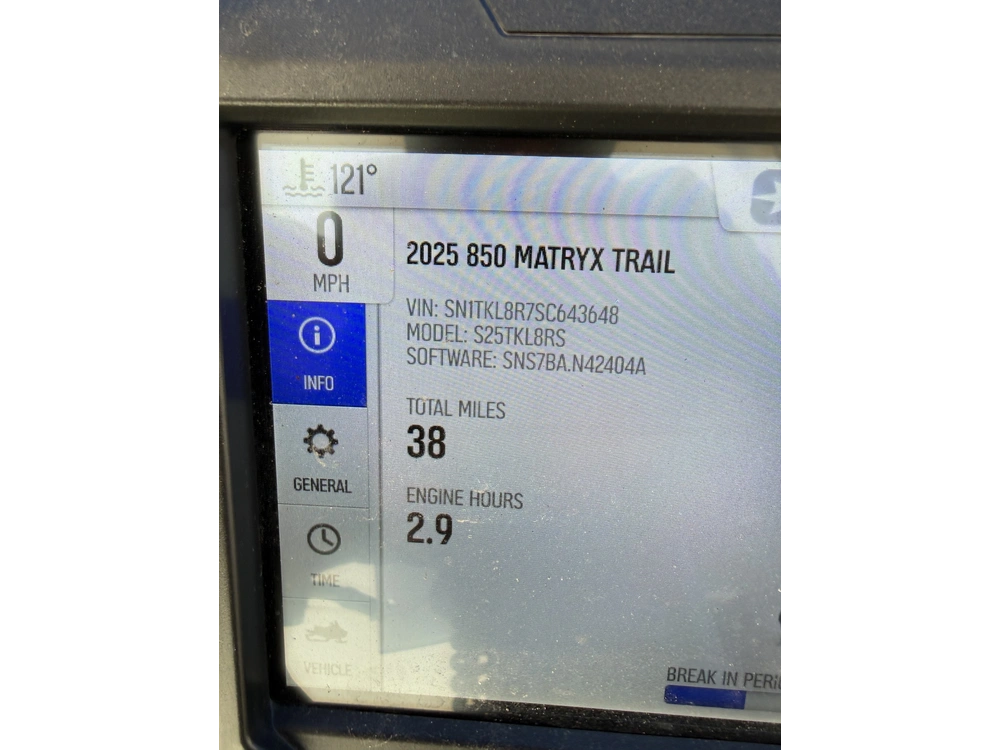 121°
0
MPH
2025 850 MATRYX TRAIL
VIN: SN1TKL8R7SC643648
MODEL: S25TKL8RS
SOFTWARE: SNS7BA.N42404A
INFO
TOTAL MILES
38
GENERAL
ENGINE HOURS
2.9
TIME
VEHICLE
BREAK IN